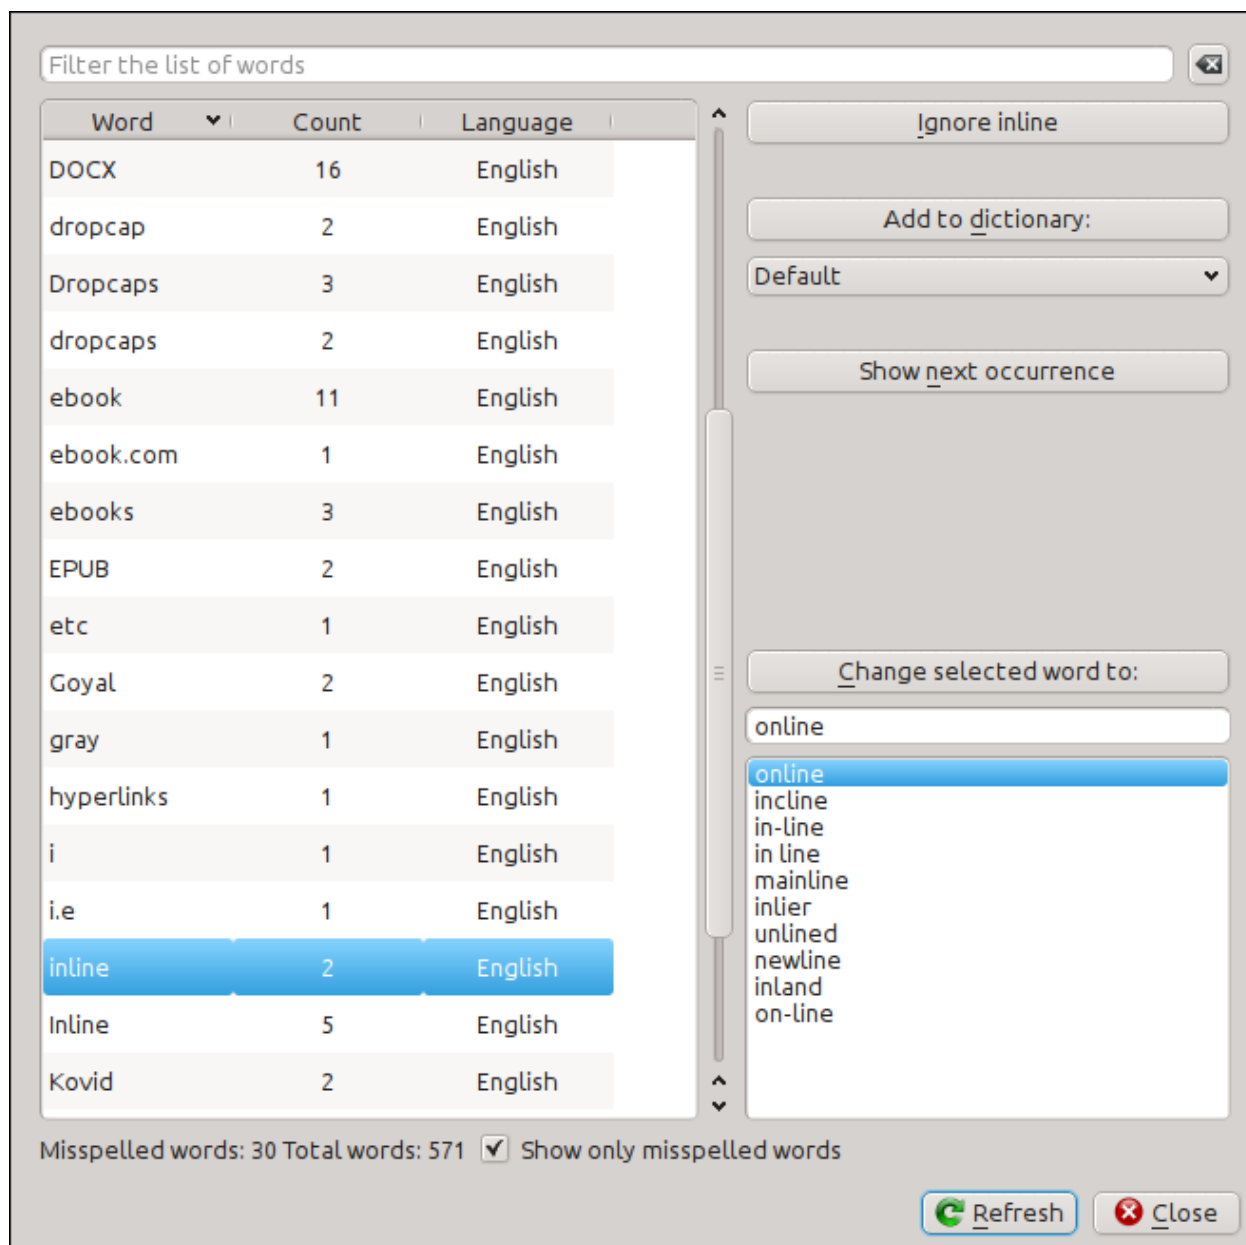 Filter the list of words
Word Count Language
DOCX 16 English
dropcap 2 English
Dropcaps 3 English
dropcaps 2 English
ebook 11 English
ebook.com 1 English
ebooks 3 English
EPUB 2 English
etc 1 English
Goyal 2 English
gray 1 English
hyperlinks 1 English
i 1 English
i.e 1 English
inline 2 English
Inline 5 English
Kovid 2 English
Ignore inline
Add to dictionary:
Default
Show next occurrence
Change selected word to:
online
online
incline
in-line
in line
mainline
inlier
unlined
newline
inland
on-line
Misspelled words: 30 Total words: 571 Show only misspelled words
Refresh Close